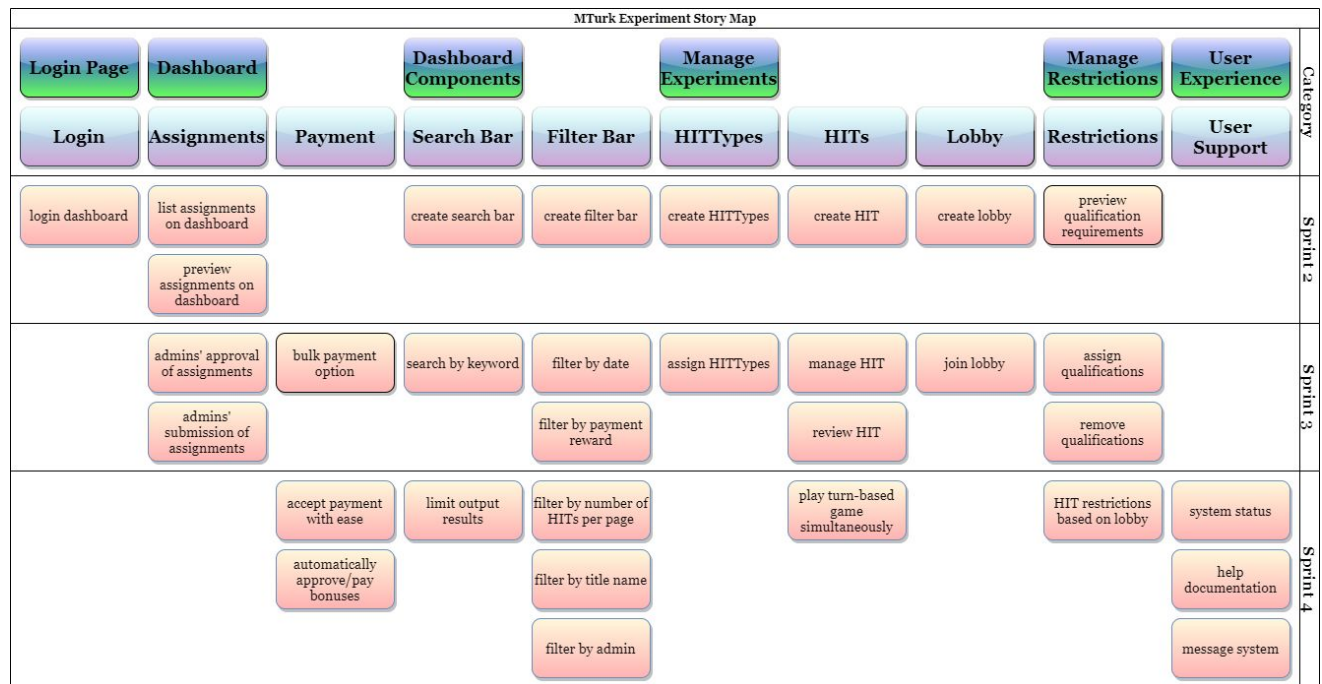 MTurk Experiment Story Map
Login Page
Dashboard
Dashboard
Components
Manage
Experiments
Manage
Restrictions
User
Experience
Category
Login
Assignments
Payment
Search Bar
Filter Bar
HITTypes
HITs
Lobby
Restrictions
User
Support
login dashboard
list assignments
on dashboard
create search bar
create filter bar
create HITTypes
create HIT
create lobby
preview
qualification
requirements
Sprint 2
preview
assignments on
dashboard
admins' approval
of assignments
bulk payment
option
search by keyword
filter by date
assign HITTypes
manage HIT
join lobby
assign
qualifications
Sprint 3
admins'
submission of
assignments
filter by payment
reward
review HIT
remove
qualifications
accept payment
with ease
limit output
results
filter by number of
HITs per page
play turn-based
game
simultaneously
HIT restrictions
based on lobby
system status
Sprint 4
automatically
approve/pay
bonuses
filter by title name
help
documentation
filter by admin
message system